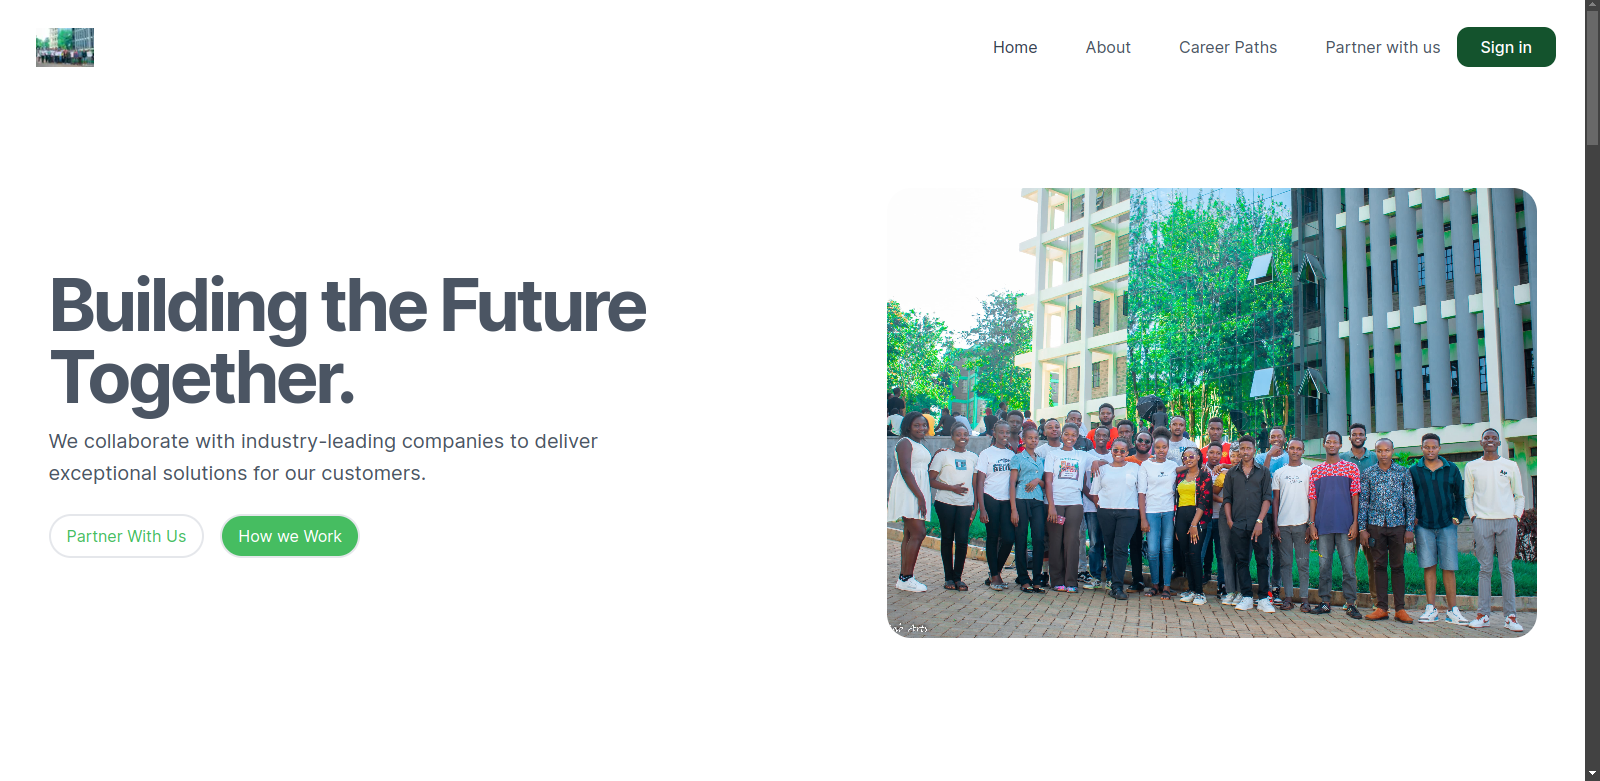 Home About Career Paths Partner with us Sign in
Building the Future
Together.
We collaborate with industry-leading companies to deliver
exceptional solutions for our customers.
Partner With Us How we Work